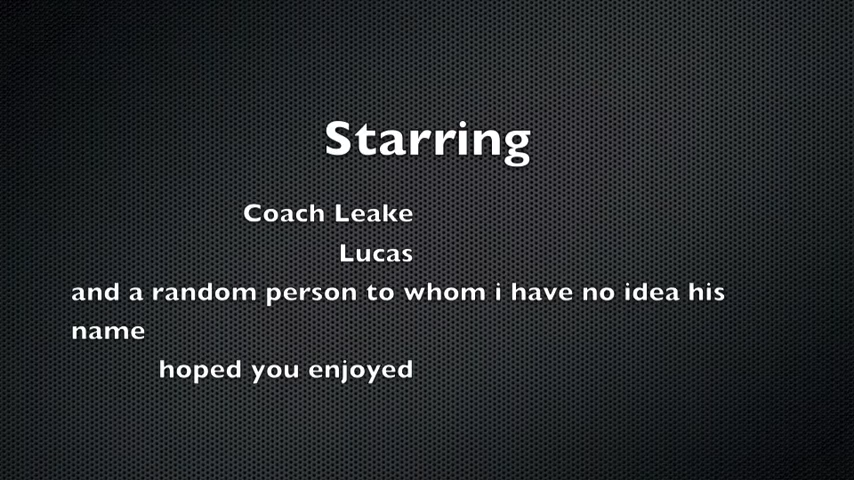 Starring
Coach Leake
Lucas
and a random person to whom i have no idea his
name
hoped you enjoyed